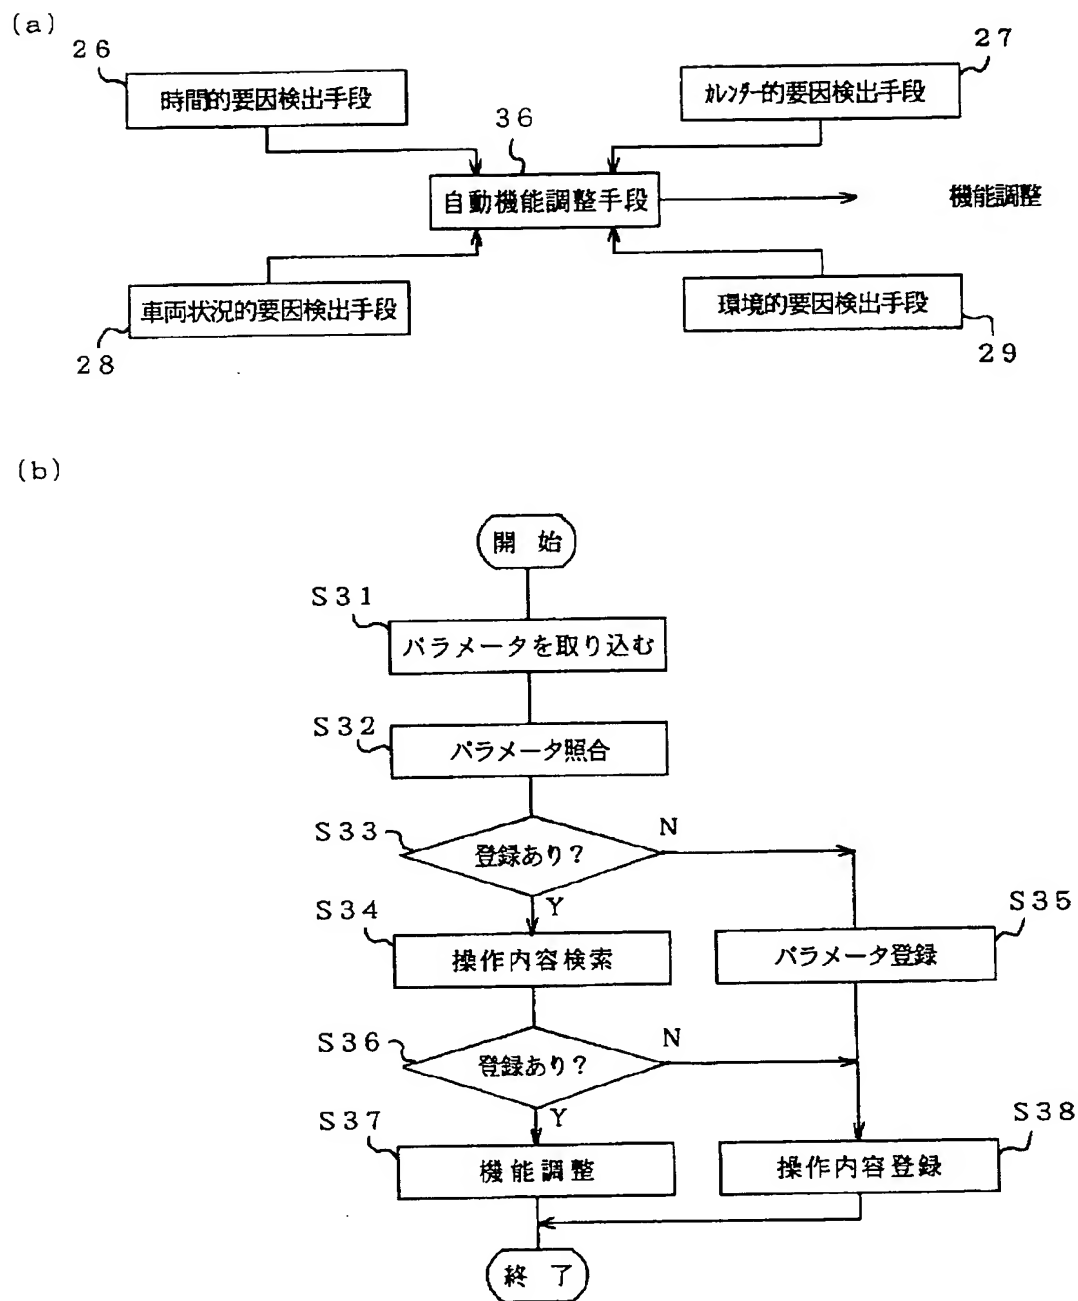 (a)
26
時間的要因検出手段
27
カレンダー的要因検出手段
36
自動機能調整手段
機能調整
車両状況的要因検出手段
28
環境的要因検出手段
29
(b)
開 始
S31
パラメータを取り込む
S32
パラメータ照合
S33
登録あり?
N
Y
S34
操作内容検索
S35
パラメータ登録
S36
登録あり?
N
Y
S37
機能調整
S38
操作内容登録
終 了